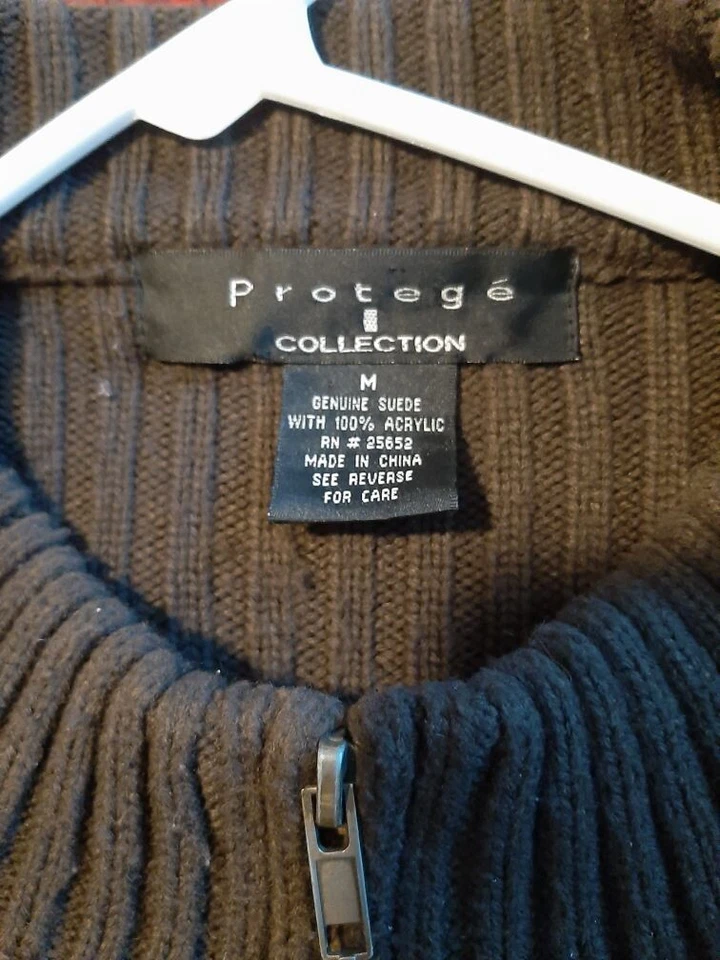 Protegé
COLLECTION
M
GENUINE SUEDE
WITH 100% ACRYLIC
RN # 25652
MADE IN CHINA
SEE REVERSE
FOR CARE